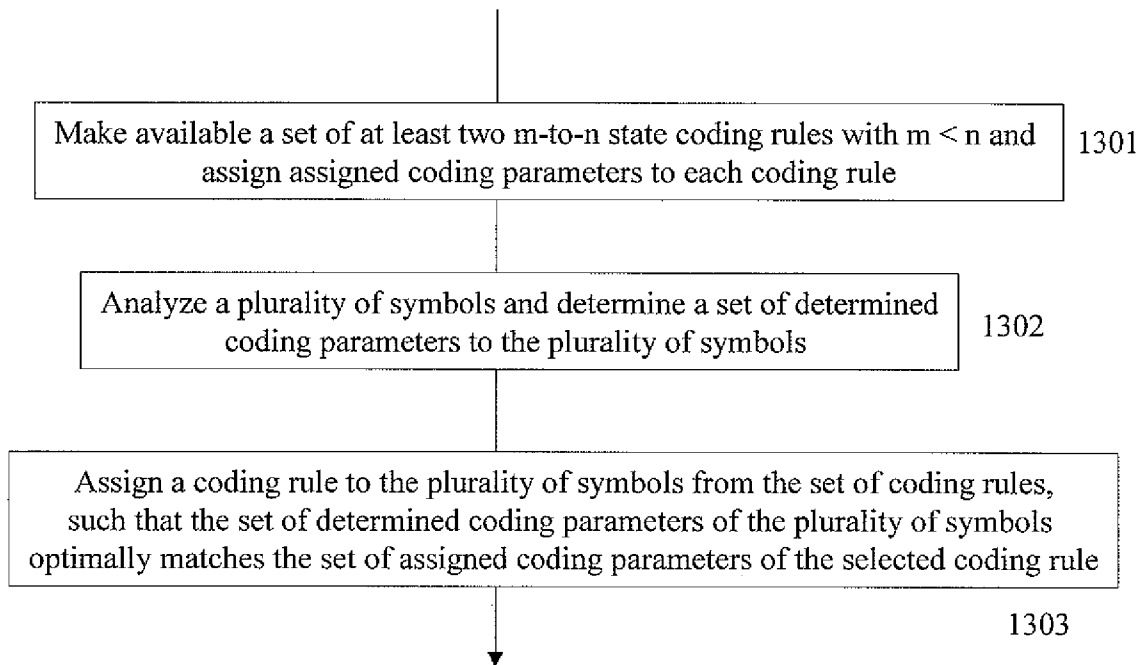 Make available a set of at least two m-to-n state coding rules with m < n and
assign assigned coding parameters to each coding rule
1301
Analyze a plurality of symbols and determine a set of determined
coding parameters to the plurality of symbols
1302
Assign a coding rule to the plurality of symbols from the set of coding rules,
such that the set of determined coding parameters of the plurality of symbols
optimally matches the set of assigned coding parameters of the selected coding rule
1303